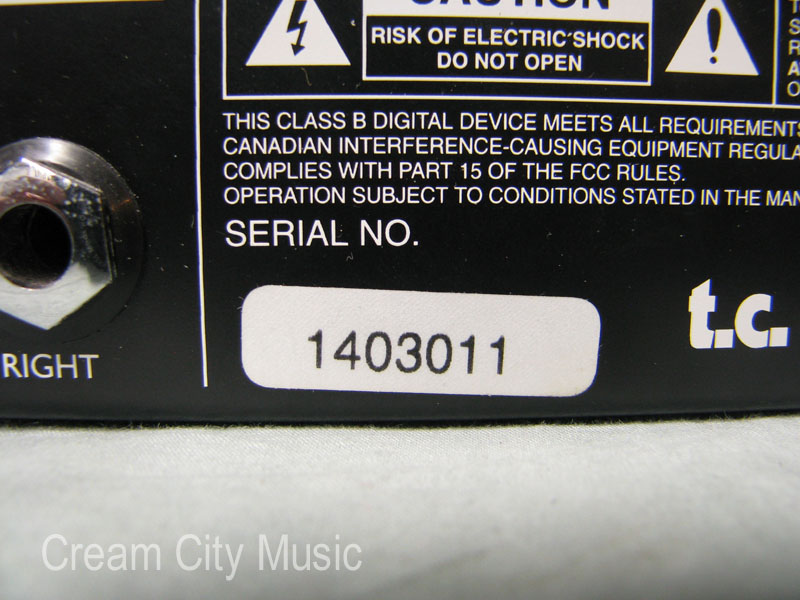 CAUTION
RISK OF ELECTRIC SHOCK
DO NOT OPEN
THIS CLASS B DIGITAL DEVICE MEETS ALL REQUIREMENTS
CANADIAN INTERFERENCE-CAUSING EQUIPMENT REGULA
COMPLIES WITH PART 15 OF THE FCC RULES.
OPERATION SUBJECT TO CONDITIONS STATED IN THE MAN
SERIAL NO.
1403011
t.c.
RIGHT
Cream City Music